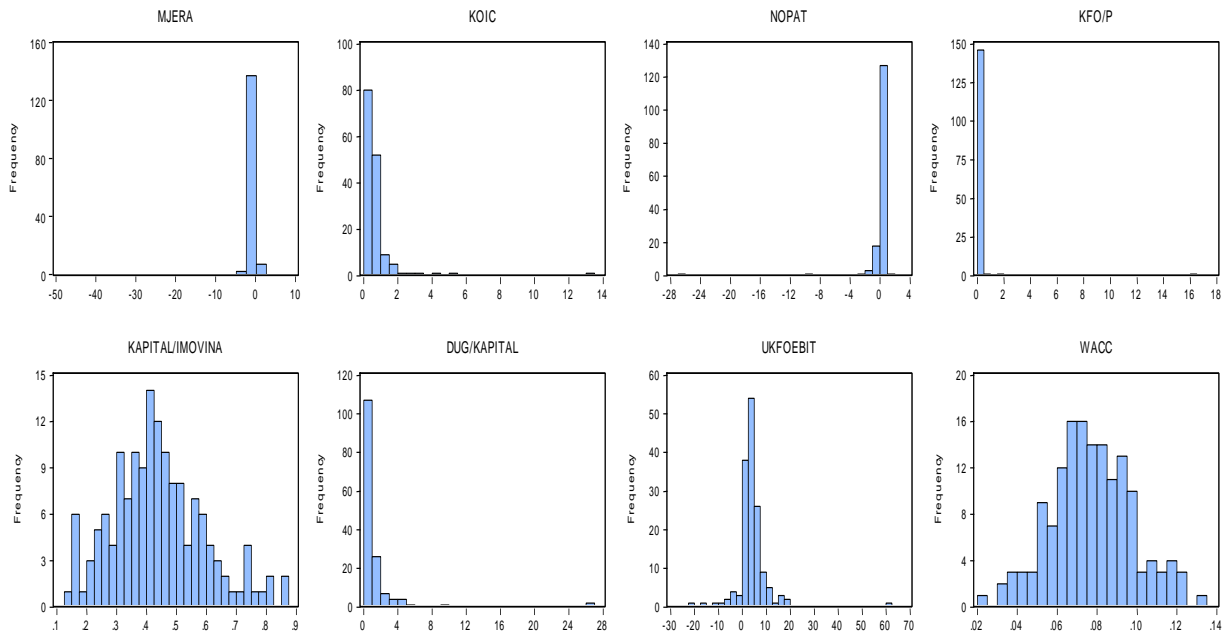 MJERA
KOIC
NOPAT
KFO/P
Frequency
160
120
80
40
0
-50 -40 -30 -20 -10 0 10
Frequency
100
80
60
40
20
0
0 2 4 6 8 10 12 14
Frequency
140
120
100
80
60
40
20
0
-28 -24 -20 -16 -12 -8 -4 0 4
Frequency
150
125
100
75
50
25
0
0 2 4 6 8 10 12 14 16 18
KAPITAL/IMOVINA
DUG/KAPITAL
UKFOEBIT
WACC
Frequency
15
12
9
6
3
0
.1 .2 .3 .4 .5 .6 .7 .8 .9
Frequency
120
100
80
60
40
20
0
0 4 8 12 16 20 24 28
Frequency
60
50
40
30
20
10
0
-30 -20 -10 0 10 20 30 40 50 60 70
Frequency
20
16
12
8
4
0
.02 .04 .06 .08 .10 .12 .14